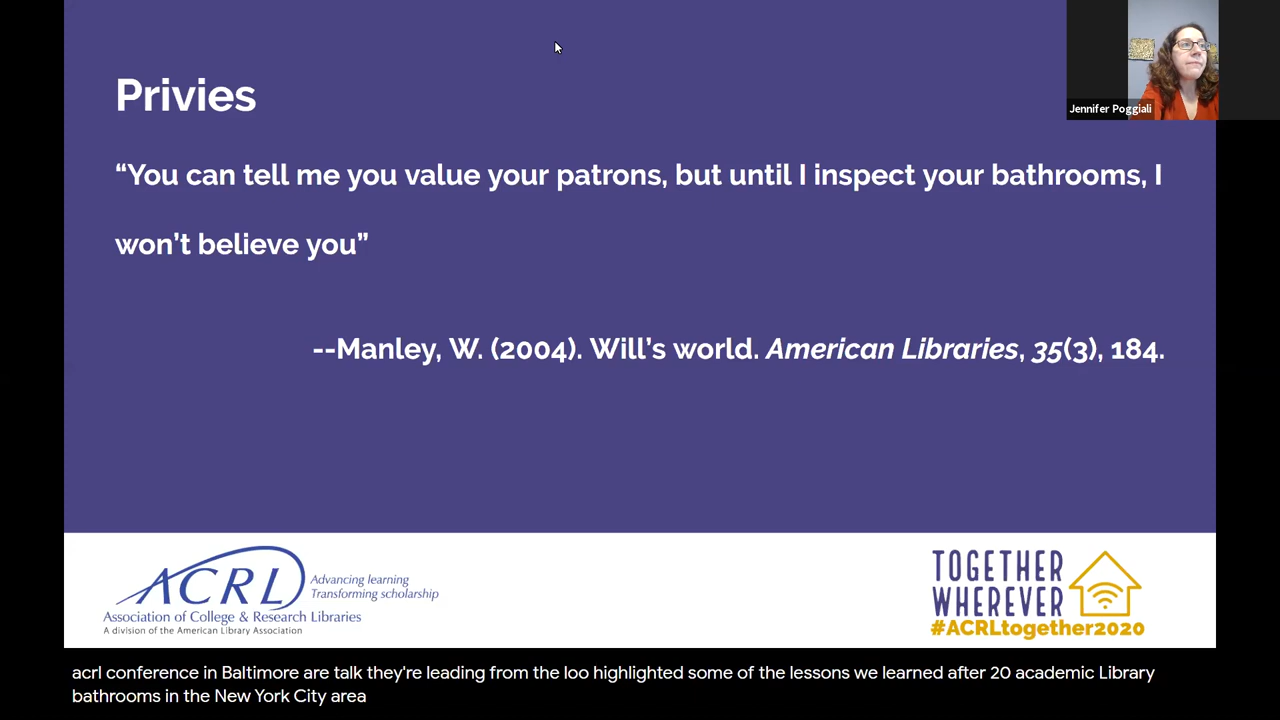 Privies
“You can tell me you value your patrons, but until I inspect your bathrooms, I
won’t believe you”
--Manley, W. (2004). Will’s world. American Libraries, 35(3), 184.
Jennifer Poggiali
ACRL
Advancing learning
Transforming scholarship
Association of College & Research Libraries
A division of the American Library Association
TOGETHER
WHEREVER
#ACRLtogether2020
acrl conference in Baltimore are talk they're leading from the loo highlighted some of the lessons we learned after 20 academic Library
bathrooms in the New York City area